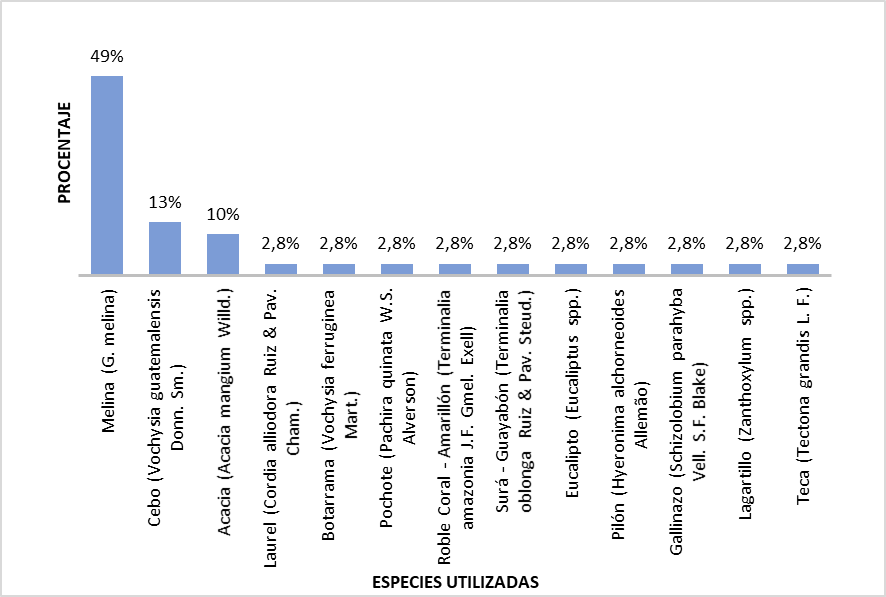 49%
13%
10%
2,8%
2,8%
2,8%
2,8%
2,8%
2,8%
2,8%
2,8%
2,8%
2,8%
PROCENTAJE
Melina (G. melina)
Cebo (Vochysia guatemalensis
Donn. Sm.)
Acacia (Acacia mangium Willd.)
Laurel (Cordia alliodora Ruiz & Pav.
Cham.)
Botarrama (Vochysia ferruginea
Mart.)
Pochote (Pachira quinata W.S.
Alverson)
Roble Coral - Amarillón (Terminalia
amazonia J.F. Gmel. Exell)
Surá - Guayabón (Terminalia
oblonga Ruiz & Pav. Steud.)
Eucalipto (Eucaliptus spp.)
Pilón (Hyeronima alchorneoides
Allemão)
Gallinazo (Schizolobium parahyba
Vell. S.F. Blake)
Lagartillo (Zanthoxylum spp.)
Teca (Tectona grandis L. F.)
ESPECIES UTILIZADAS